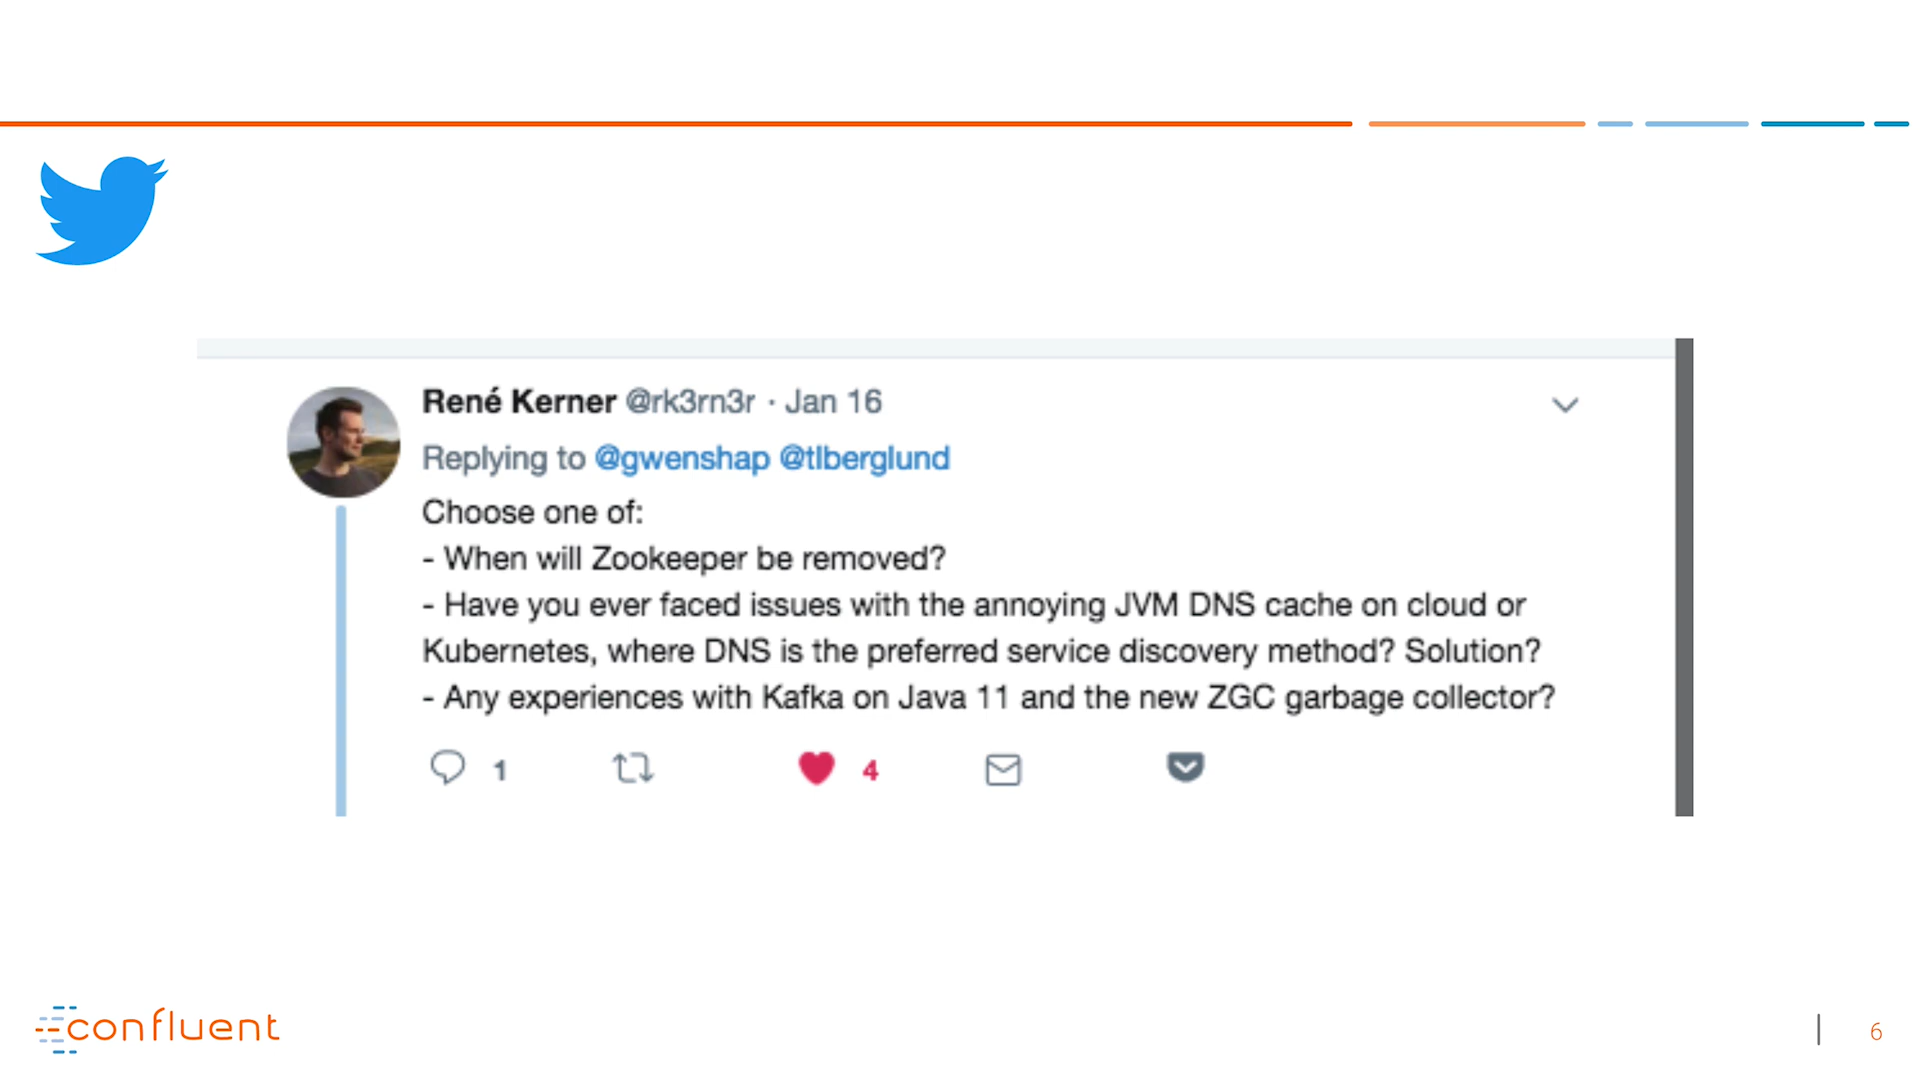 René Kerner @rk3rn3r · Jan 16
Replying to @gwenshap @tlberglund
Choose one of:
- When will Zookeeper be removed?
- Have you ever faced issues with the annoying JVM DNS cache on cloud or
Kubernetes, where DNS is the preferred service discovery method? Solution?
- Any experiences with Kafka on Java 11 and the new ZGC garbage collector?
1 4
confluent
6